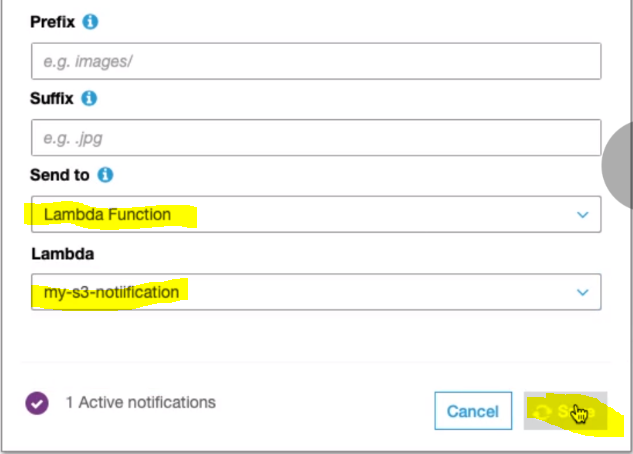 Prefix
e.g. images/
Suffix
e.g. .jpg
Send to
Lambda Function
Lambda
my-s3-notiification
1 Active notifications
Cancel